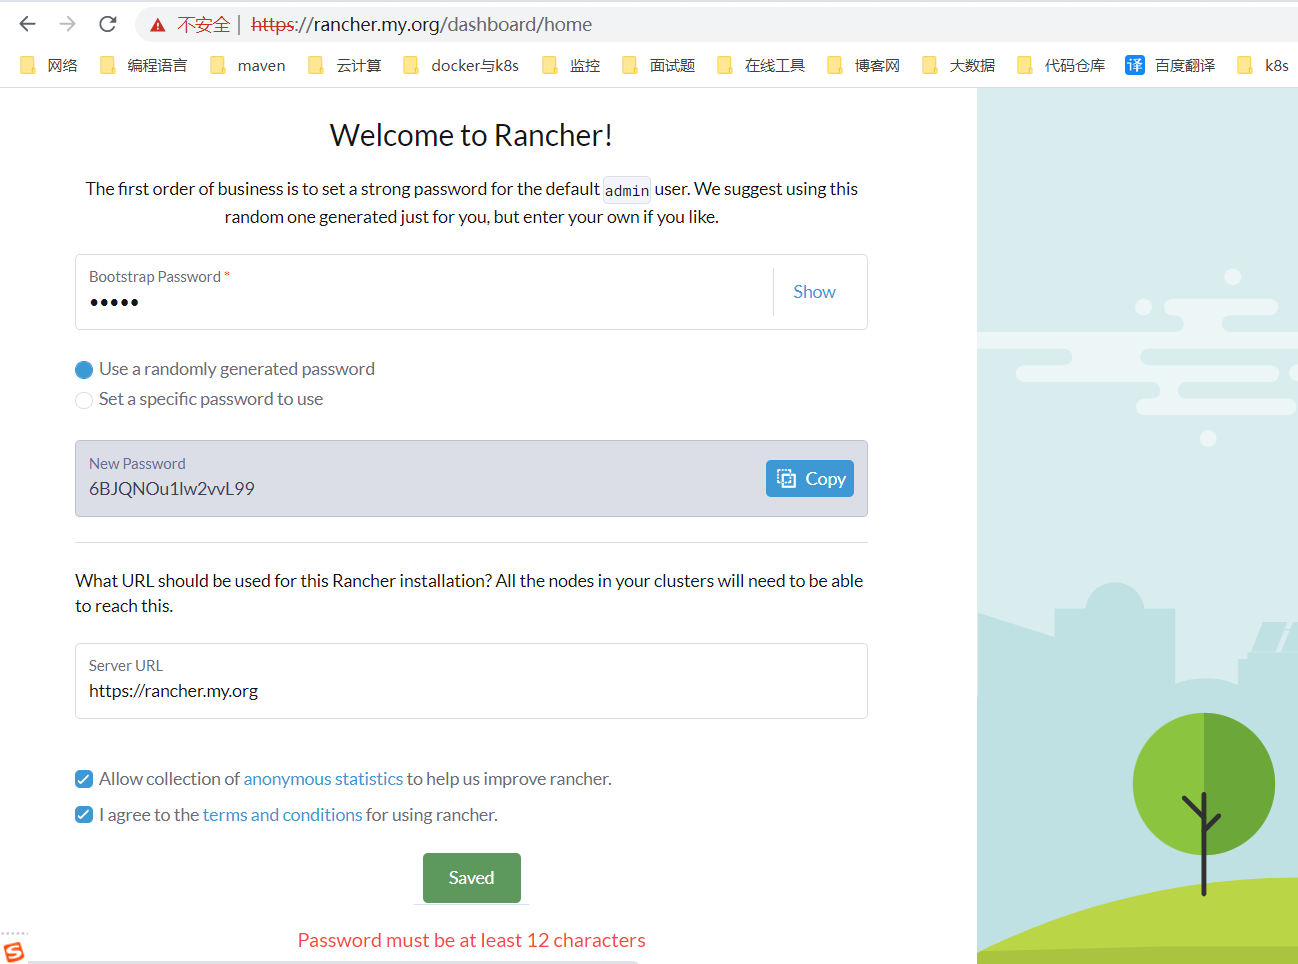 不安全 | https://rancher.my.org/dashboard/home
网络 编程语言 maven 云计算 docker与k8s 监控 面试题 在线工具 博客网 大数据 代码仓库 译 百度翻译 k8s
Welcome to Rancher!
The first order of business is to set a strong password for the default admin user. We suggest using this
random one generated just for you, but enter your own if you like.
Bootstrap Password *
•••••
Show
Use a randomly generated password
Set a specific password to use
New Password
6BJQNOu1lw2vvL99
Copy
What URL should be used for this Rancher installation? All the nodes in your clusters will need to be able
to reach this.
Server URL
https://rancher.my.org
Allow collection of anonymous statistics to help us improve rancher.
I agree to the terms and conditions for using rancher.
Saved
Password must be at least 12 characters